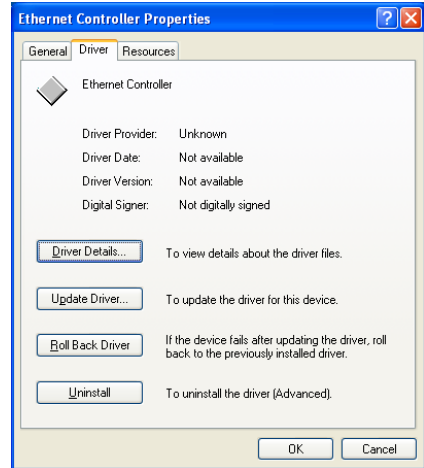 Ethernet Controller Properties
General Driver Resources
Ethernet Controller
Driver Provider: Unknown
Driver Date: Not available
Driver Version: Not available
Digital Signer: Not digitally signed
Driver Details... To view details about the driver files.
Update Driver... To update the driver for this device.
Roll Back Driver If the device fails after updating the driver, roll
back to the previously installed driver.
Uninstall To uninstall the driver (Advanced).
OK Cancel